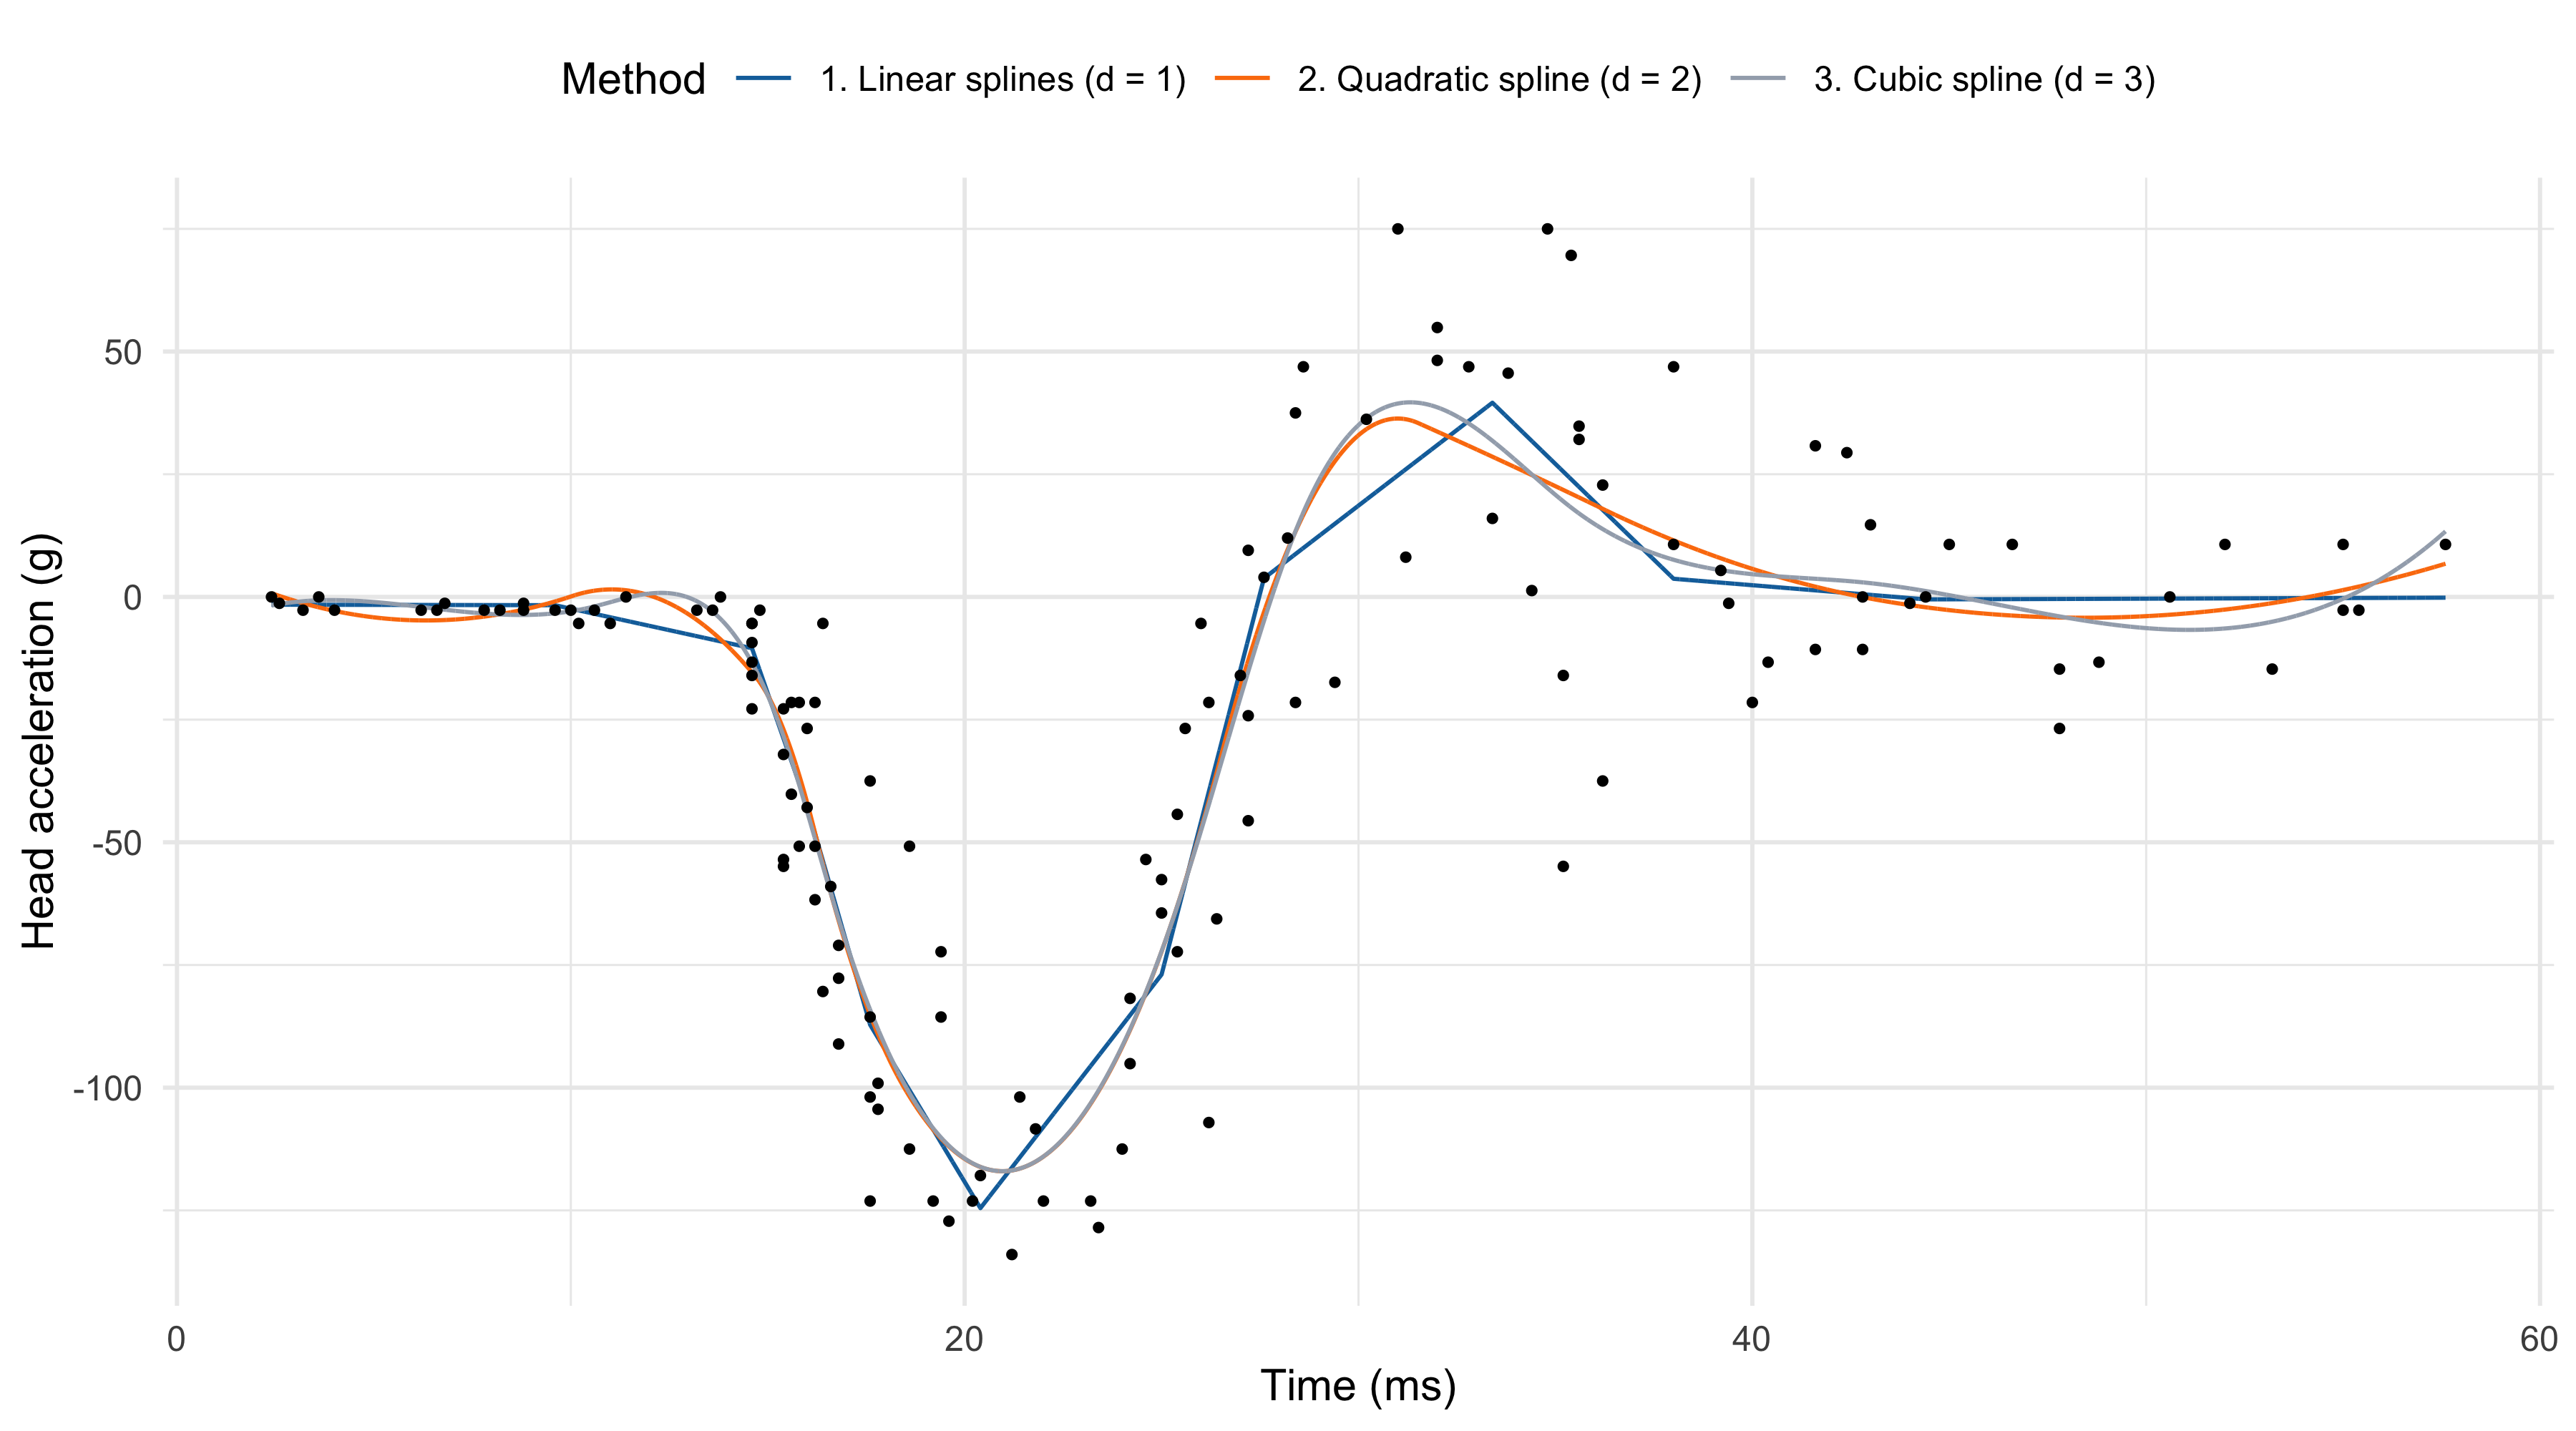 Method 1. Linear splines (d = 1) 2. Quadratic spline (d = 2) 3. Cubic spline (d = 3)
50
0
-50
-100
Head acceleration (g)
0 20 40 60
Time (ms)